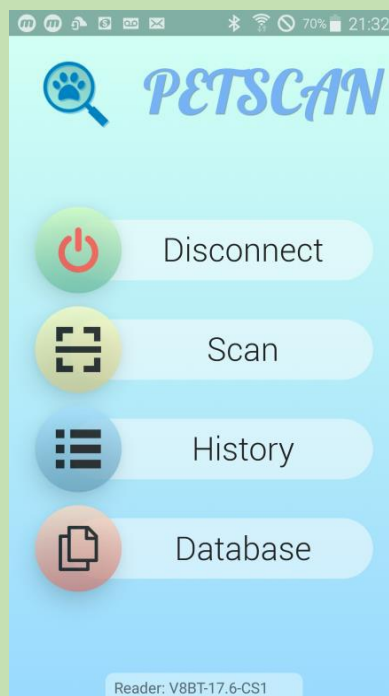 70% 21:32
PETSCAN
Disconnect
Scan
History
Database
Reader: V8BT-17.6-CS1